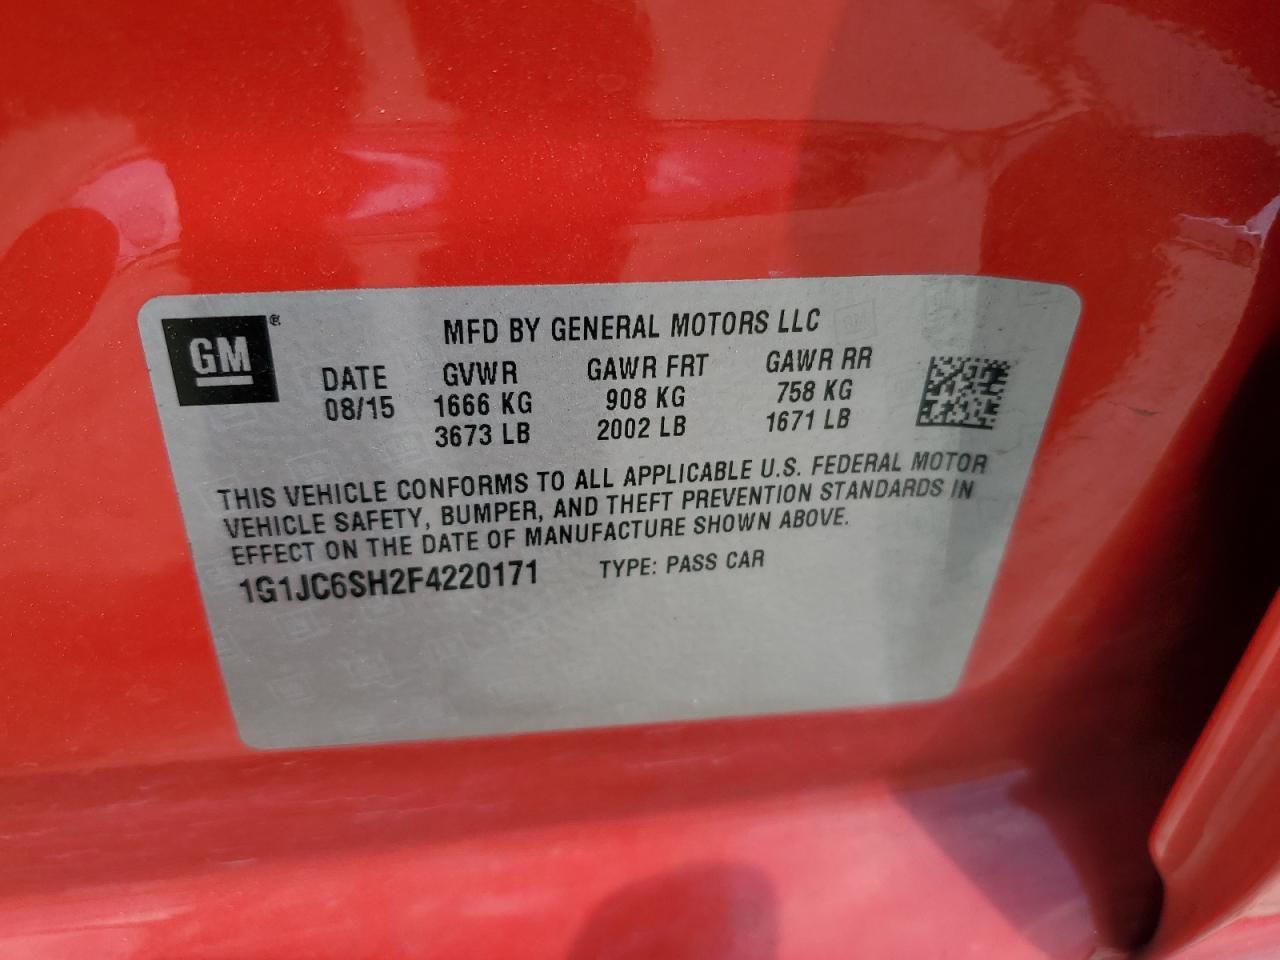 GM®
MFD BY GENERAL MOTORS LLC
DATE GVWR GAWR FRT GAWR RR
08/15 1666 KG 908 KG 758 KG
3673 LB 2002 LB 1671 LB
THIS VEHICLE CONFORMS TO ALL APPLICABLE U.S. FEDERAL MOTOR
VEHICLE SAFETY, BUMPER, AND THEFT PREVENTION STANDARDS IN
EFFECT ON THE DATE OF MANUFACTURE SHOWN ABOVE.
1G1JC6SH2F4220171 TYPE: PASS CAR